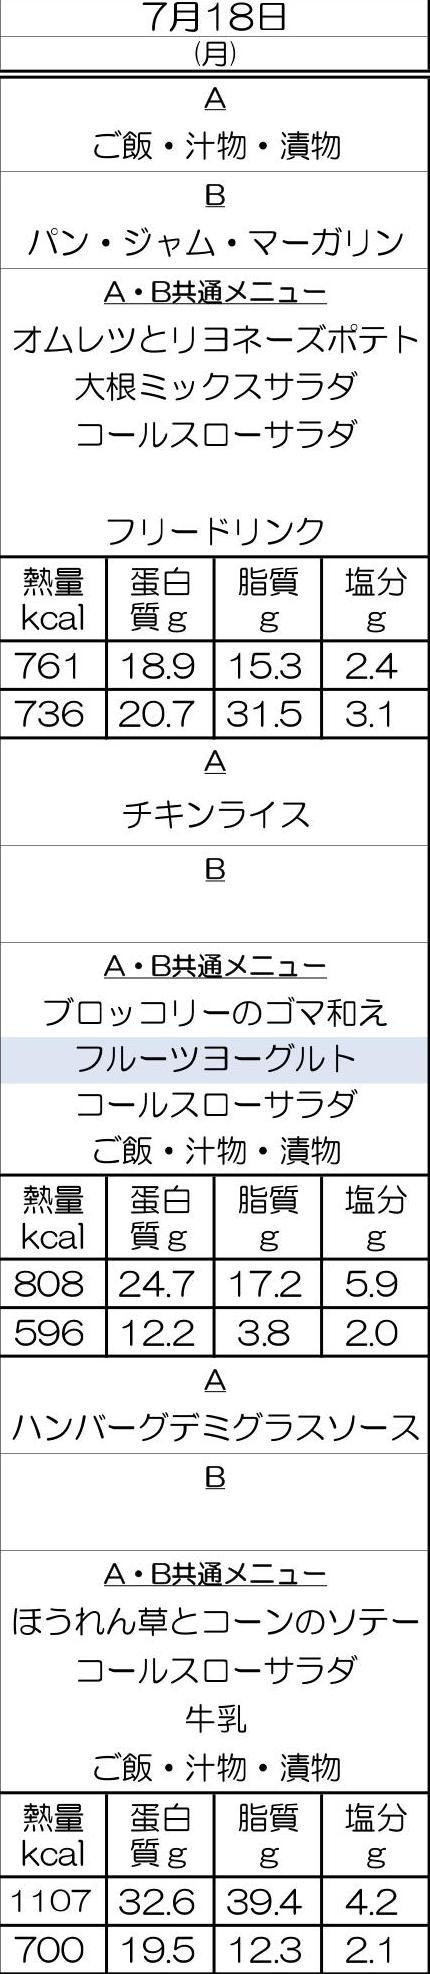 7月18日
(月)
A
ご飯・汁物・漬物
B
パン・ジャム・マーガリン
A・B共通メニュー
オムレツとリヨネーズポテト
大根ミックスサラダ
コールスローサラダ
フリードリンク
熱量 蛋白 脂質 塩分
kcal 質g g g
761 18.9 15.3 2.4
736 20.7 31.5 3.1
A
チキンライス
B
A・B共通メニュー
ブロッコリーのゴマ和え
フルーツヨーグルト
コールスローサラダ
ご飯・汁物・漬物
熱量 蛋白 脂質 塩分
kcal 質g g g
808 24.7 17.2 5.9
596 12.2 3.8 2.0
A
ハンバーグデミグラスソース
B
A・B共通メニュー
ほうれん草とコーンのソテー
コールスローサラダ
牛乳
ご飯・汁物・漬物
熱量 蛋白 脂質 塩分
kcal 質g g g
1107 32.6 39.4 4.2
700 19.5 12.3 2.1